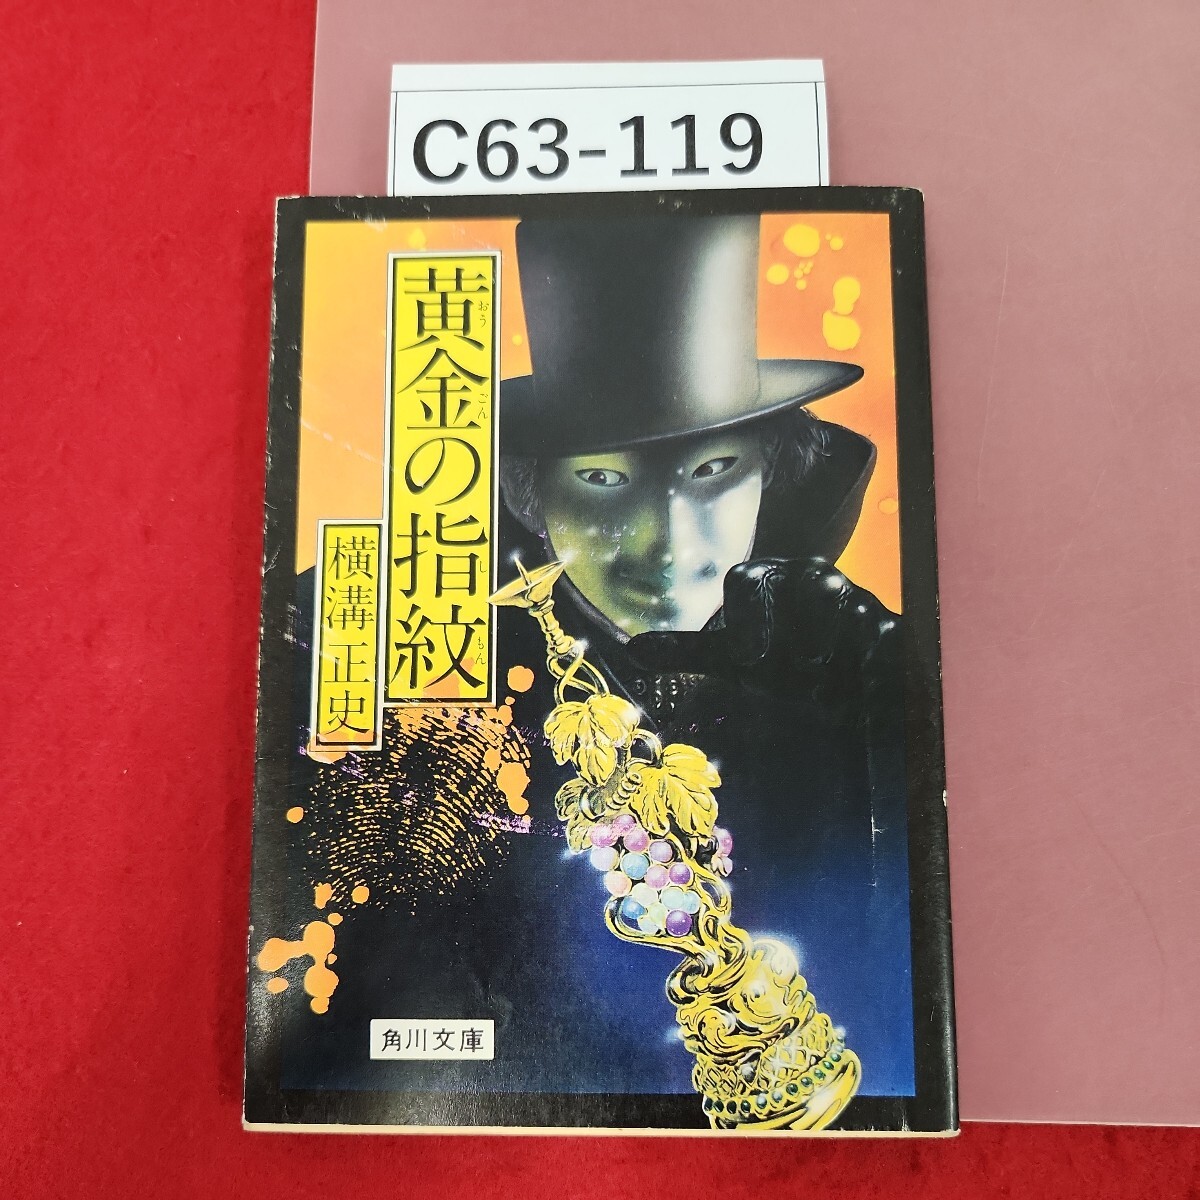 C63-119
黄金の指紋
おう
ごん
し
もん
横溝正史
角川文庫